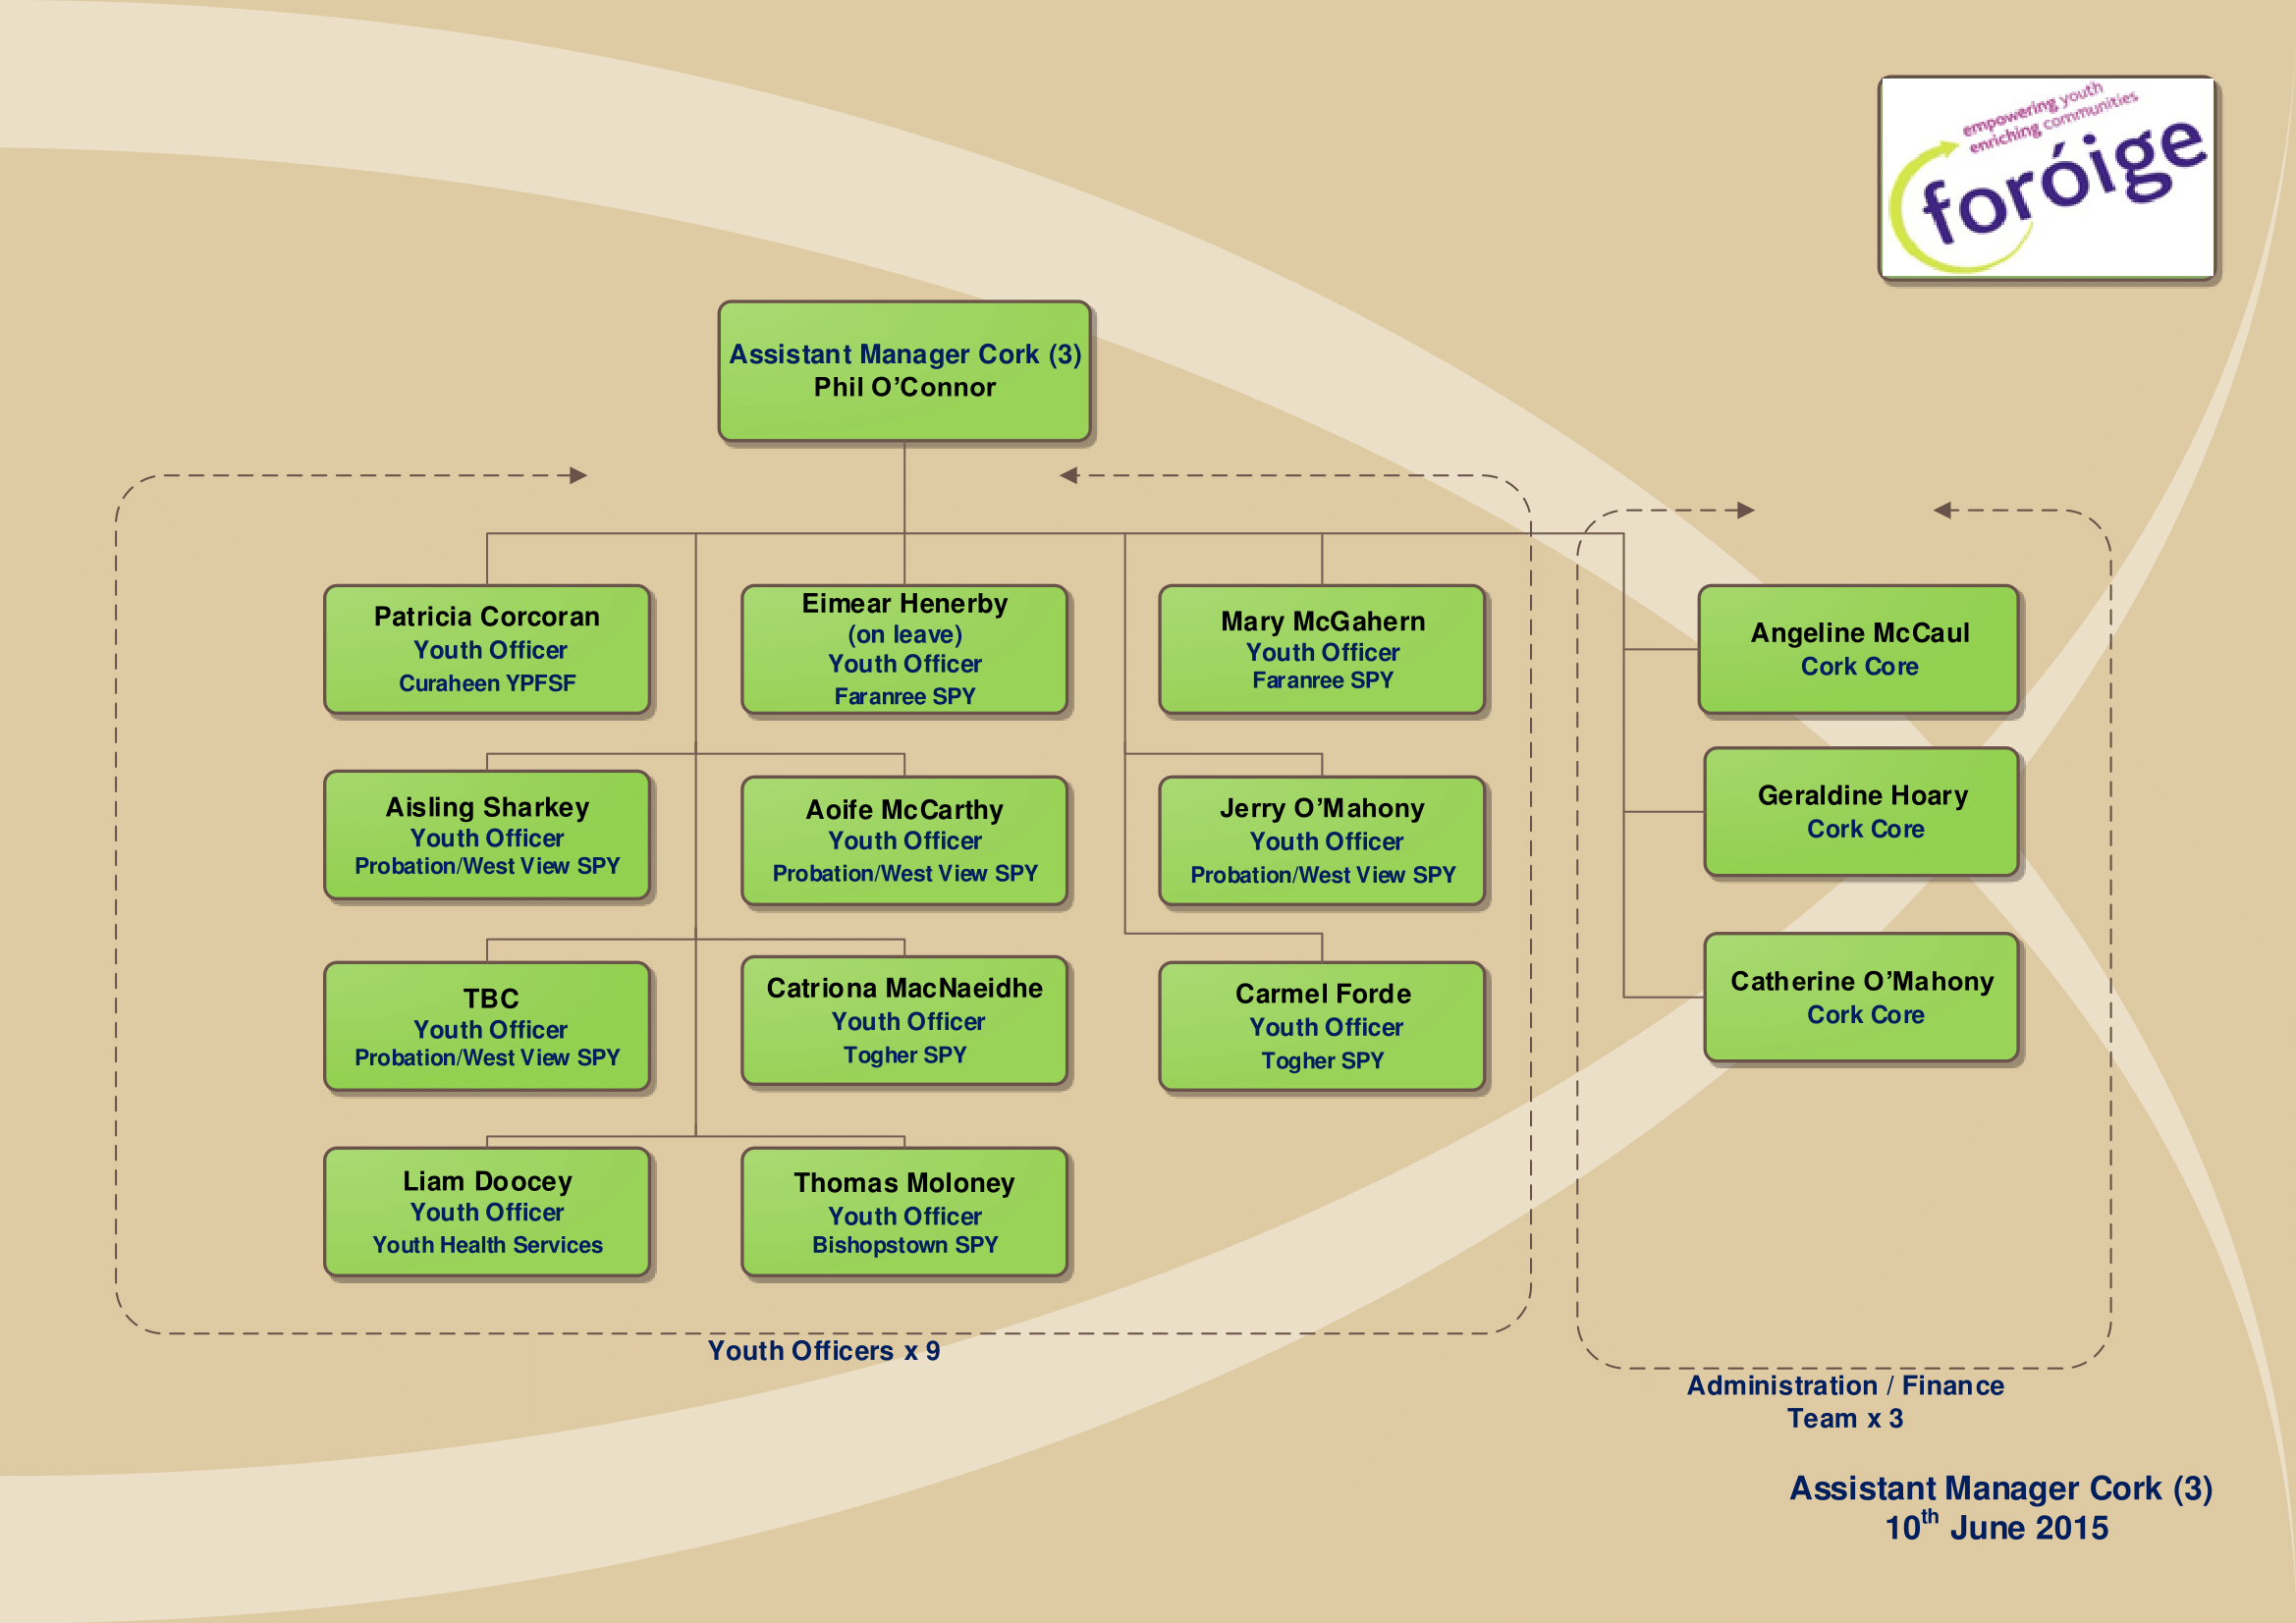 empowering youth
enriching communities
foróige
Assistant Manager Cork (3)
Phil O’Connor
Patricia Corcoran
Youth Officer
Curaheen YPFSF
Eimear Henerby
(on leave)
Youth Officer
Faranree SPY
Mary McGahern
Youth Officer
Faranree SPY
Angeline McCaul
Cork Core
Aisling Sharkey
Youth Officer
Probation/West View SPY
Aoife McCarthy
Youth Officer
Probation/West View SPY
Jerry O’Mahony
Youth Officer
Probation/West View SPY
Geraldine Hoary
Cork Core
TBC
Youth Officer
Probation/West View SPY
Catriona MacNaeidhe
Youth Officer
Togher SPY
Carmel Forde
Youth Officer
Togher SPY
Catherine O’Mahony
Cork Core
Liam Doocey
Youth Officer
Youth Health Services
Thomas Moloney
Youth Officer
Bishopstown SPY
Youth Officers x 9
Administration / Finance
Team x 3
Assistant Manager Cork (3)
10th June 2015